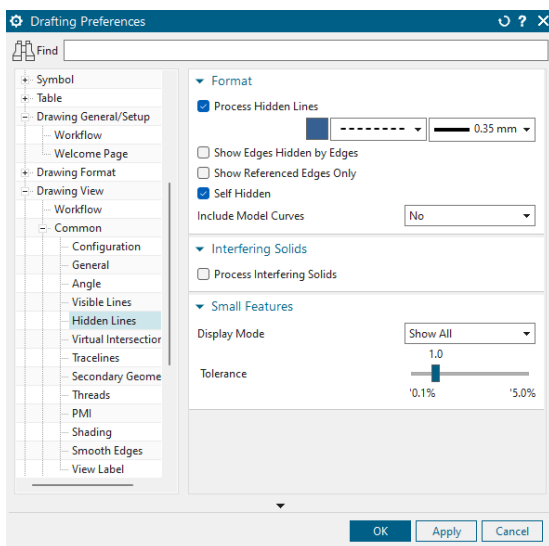 Drafting Preferences
Find
Symbol
Table
Drawing General/Setup
Workflow
Welcome Page
Drawing Format
Drawing View
Workflow
Common
Configuration
General
Angle
Visible Lines
Hidden Lines
Virtual Intersection
Tracelines
Secondary Geome
Threads
PMI
Shading
Smooth Edges
View Label
Format
Process Hidden Lines
0.35 mm
Show Edges Hidden by Edges
Show Referenced Edges Only
Self Hidden
Include Model Curves No
Interfering Solids
Process Interfering Solids
Small Features
Display Mode Show All
1.0
Tolerance
'0.1% '5.0%
OK Apply Cancel